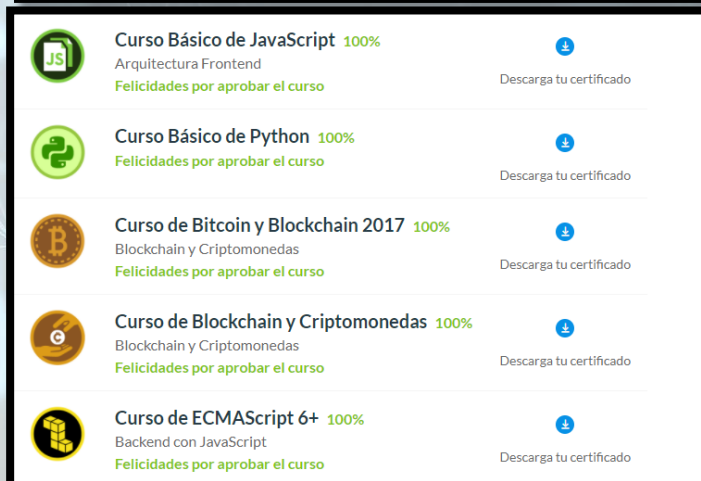 JS
Curso Básico de JavaScript 100%
Arquitectura Frontend
Felicidades por aprobar el curso
Descarga tu certificado
Curso Básico de Python 100%
Felicidades por aprobar el curso
Descarga tu certificado
Curso de Bitcoin y Blockchain 2017 100%
Blockchain y Criptomonedas
Felicidades por aprobar el curso
Descarga tu certificado
Curso de Blockchain y Criptomonedas 100%
Blockchain y Criptomonedas
Felicidades por aprobar el curso
Descarga tu certificado
Curso de ECMAScript 6+ 100%
Backend con JavaScript
Felicidades por aprobar el curso
Descarga tu certificado